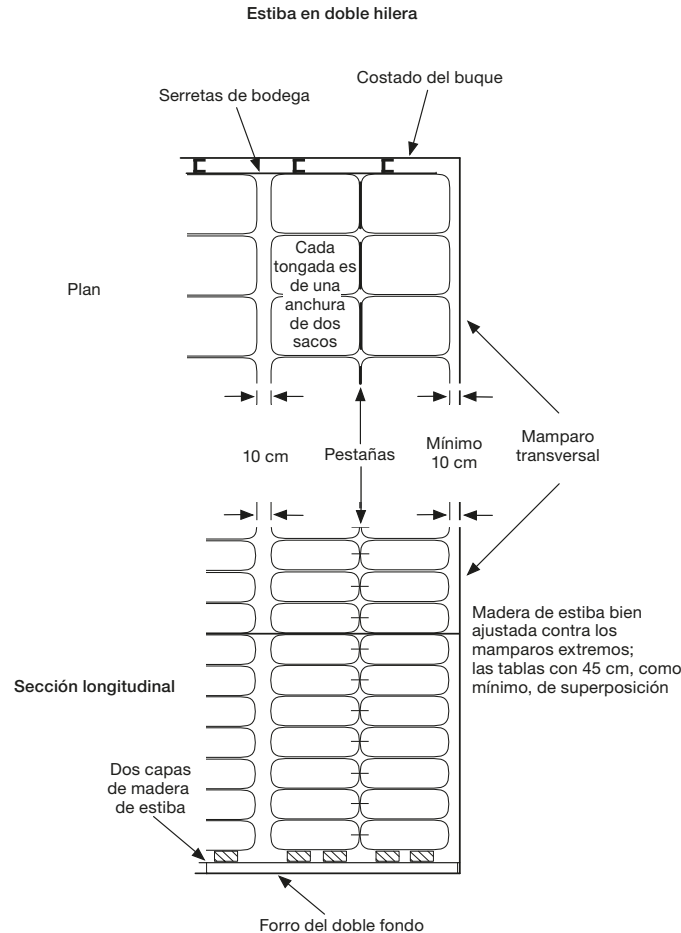 Estiba en doble hilera
Costado del buque
Serretas de bodega
Plan
Cada
tongada es
de una
anchura
de dos
sacos
10 cm
Pestañas
Mínimo
10 cm
Mamparo
transversal
Madera de estiba bien
ajustada contra los
mamparos extremos;
las tablas con 45 cm, como
mínimo, de superposición
Sección longitudinal
Dos capas
de madera
de estiba
Forro del doble fondo